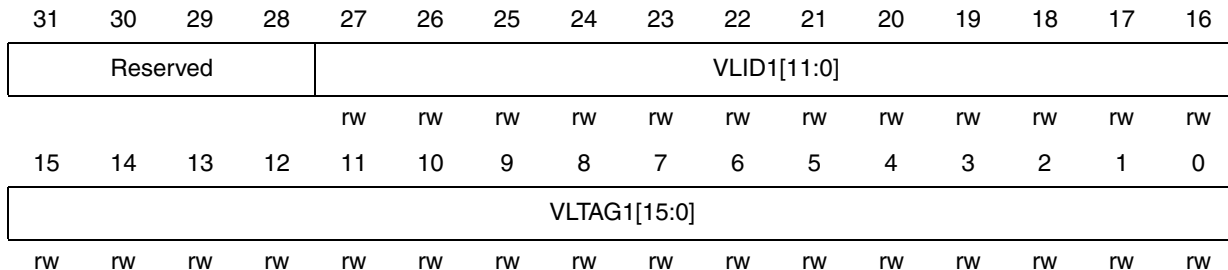 31 30 29 28 27 26 25 24 23 22 21 20 19 18 17 16
Reserved VLID1[11:0]
rw rw rw rw rw rw rw rw rw rw rw rw
15 14 13 12 11 10 9 8 7 6 5 4 3 2 1 0
VLTAG1[15:0]
rw rw rw rw rw rw rw rw rw rw rw rw rw rw rw rw